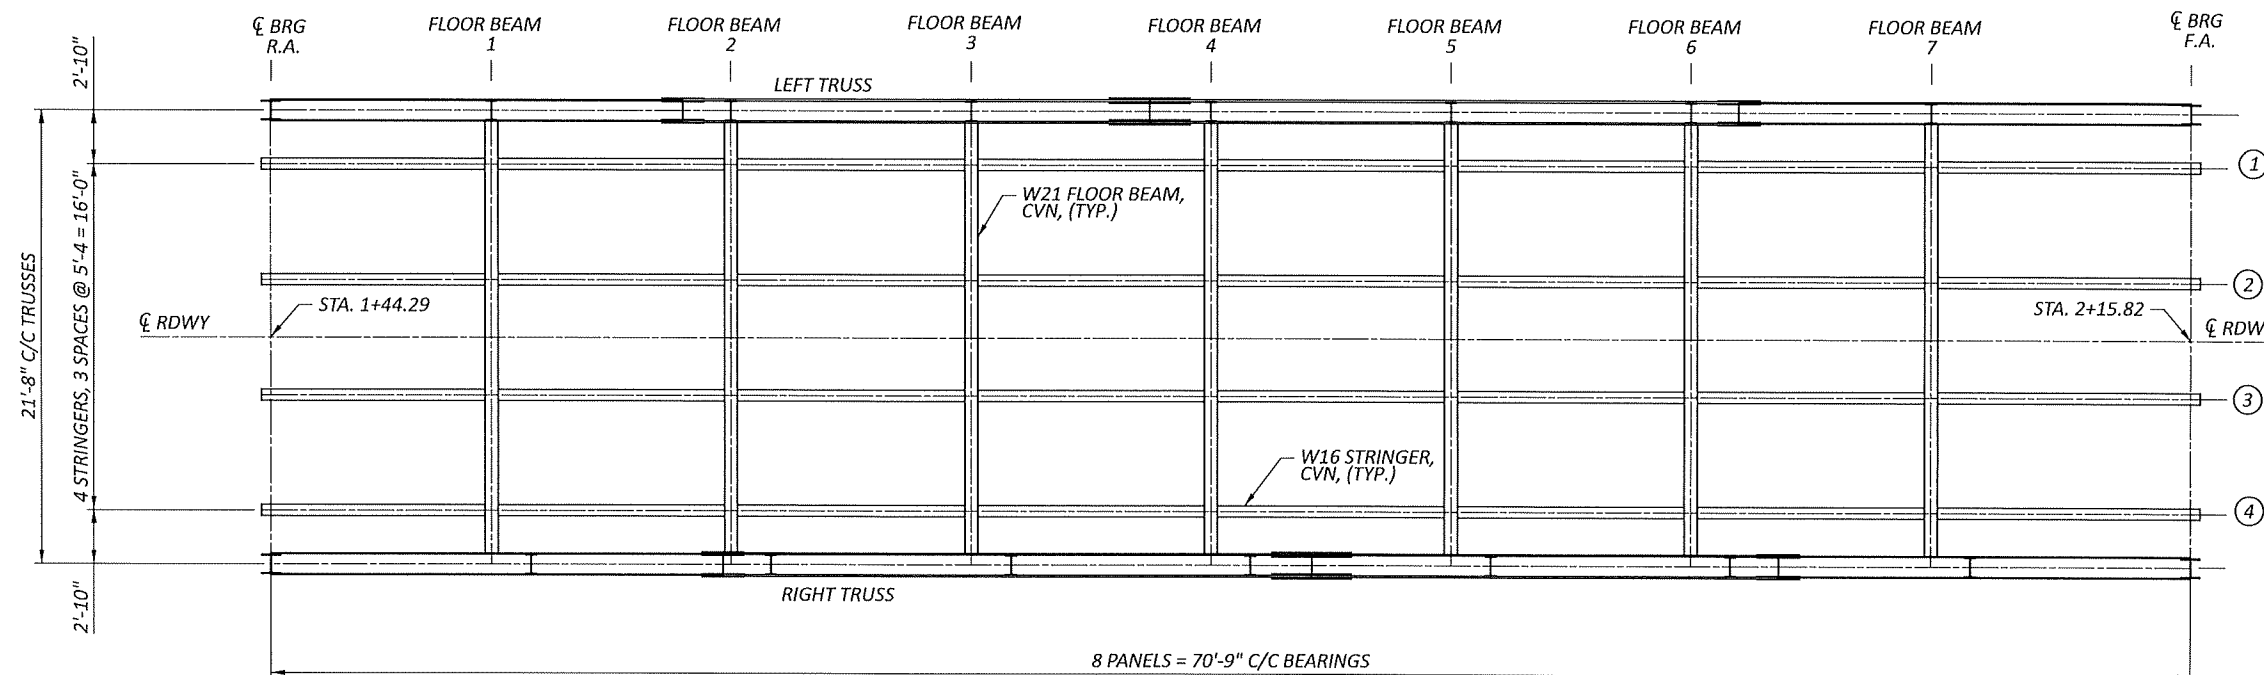 ℄ BRG
R.A.
FLOOR BEAM
1
FLOOR BEAM
2
FLOOR BEAM
3
FLOOR BEAM
4
FLOOR BEAM
5
FLOOR BEAM
6
FLOOR BEAM
7
℄ BRG
F.A.
2'-10"
LEFT TRUSS
21'-8" C/C TRUSSES
4 STRINGERS, 3 SPACES @ 5'-4 = 16'-0"
W21 FLOOR BEAM,
CVN, (TYP.)
1
2
STA. 1+44.29
℄ RDWY
STA. 2+15.82
℄ RDW
3
W16 STRINGER,
CVN, (TYP.)
4
2'-10"
RIGHT TRUSS
8 PANELS = 70'-9" C/C BEARINGS